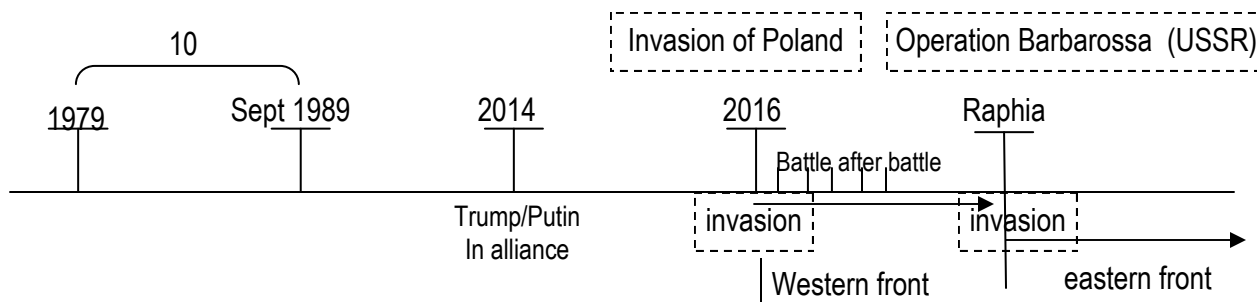 10
Invasion of Poland
Operation Barbarossa (USSR)
1979
Sept 1989
2014
2016
Raphia
Battle after battle
Trump/Putin
In alliance
invasion
invasion
Western front
eastern front